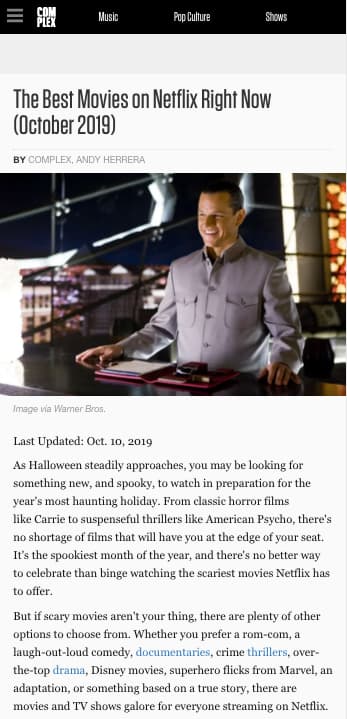 COM
PLEX
Music
Pop Culture
Shows
The Best Movies on Netflix Right Now
(October 2019)
BY COMPLEX, ANDY HERRERA
Image via Warner Bros.
Last Updated: Oct. 10, 2019
As Halloween steadily approaches, you may be looking for
something new, and spooky, to watch in preparation for the
year's most haunting holiday. From classic horror films
like Carrie to suspenseful thrillers like American Psycho, there's
no shortage of films that will have you at the edge of your seat.
It's the spookiest month of the year, and there's no better way
to celebrate than binge watching the scariest movies Netflix has
to offer.
But if scary movies aren't your thing, there are plenty of other
options to choose from. Whether you prefer a rom-com, a
laugh-out-loud comedy, documentaries, crime thrillers, over-
the-top drama, Disney movies, superhero flicks from Marvel, an
adaptation, or something based on a true story, there are
movies and TV shows galore for everyone streaming on Netflix.